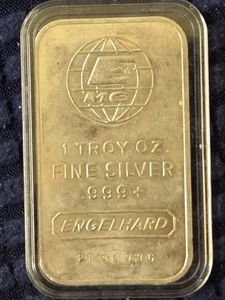 MC
1 TROY OZ.
FINE SILVER
.999+
ENGELHARD